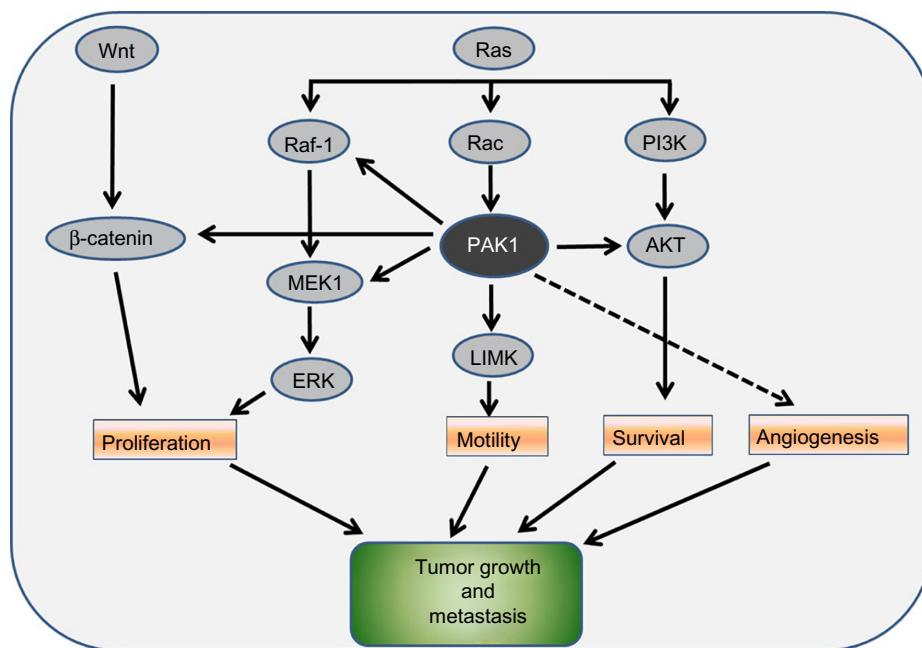 Wnt
Ras
Raf-1
Rac
PI3K
β-catenin
PAK1
AKT
MEK1
LIMK
ERK
Proliferation
Motility
Survival
Angiogenesis
Tumor growth
and
metastasis